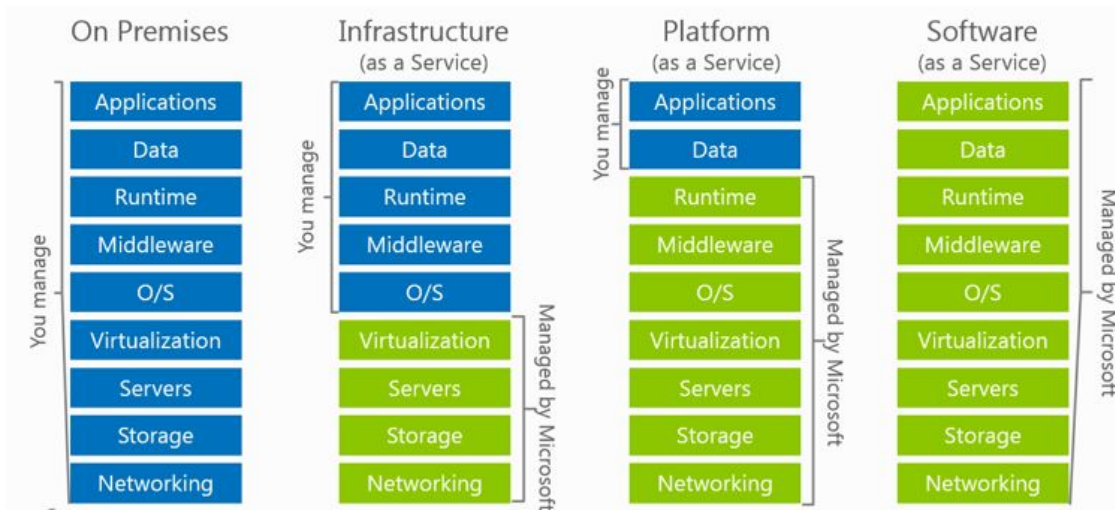 On Premises
Applications
Data
Runtime
Middleware
O/S
Virtualization
Servers
Storage
Networking
You manage
Infrastructure
(as a Service)
Applications
Data
Runtime
Middleware
O/S
Virtualization
Servers
Storage
Networking
You manage
Managed by Microsoft
Platform
(as a Service)
Applications
Data
Runtime
Middleware
O/S
Virtualization
Servers
Storage
Networking
You manage
Managed by Microsoft
Software
(as a Service)
Applications
Data
Runtime
Middleware
O/S
Virtualization
Servers
Storage
Networking
Managed by Microsoft